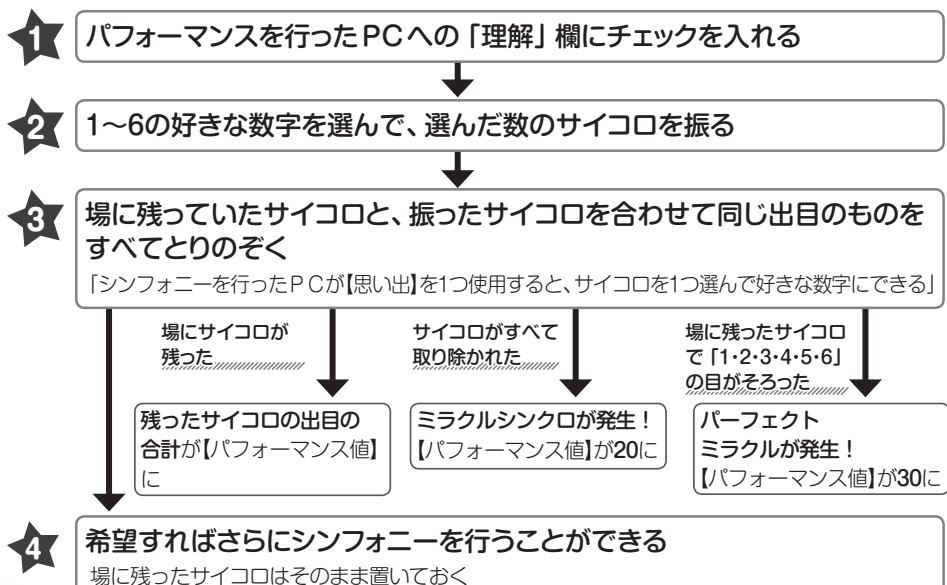 1
パフォーマンスを行ったPCへの「理解」欄にチェックを入れる
2
1〜6の好きな数字を選んで、選んだ数のサイコロを振る
3
場に残っていたサイコロと、振ったサイコロを合わせて同じ出目のものを
すべてとりのぞく
「シンフォニーを行ったPCが【思い出】を1つ使用すると、サイコロを1つ選んで好きな数字にできる」
場にサイコロが
残った
サイコロがすべて
取り除かれた
場に残ったサイコロ
で「1・2・3・4・5・6」
の目がそろった
残ったサイコロの出目の
合計が【パフォーマンス値】
に
ミラクルシンクロが発生!
【パフォーマンス値】が20に
パーフェクト
ミラクルが発生!
【パフォーマンス値】が30に
4
希望すればさらにシンフォニーを行うことができる
場に残ったサイコロはそのまま置いておく